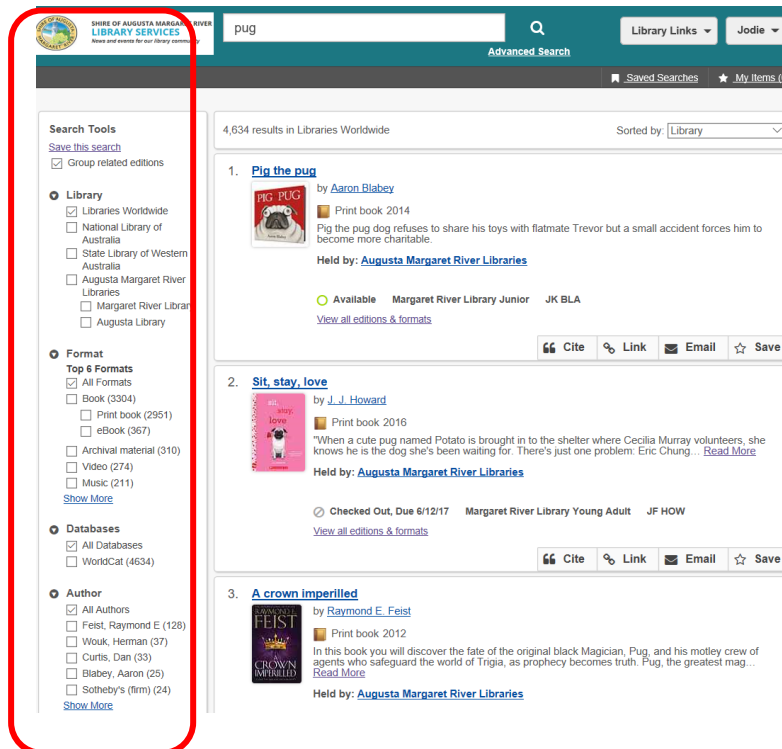 SHIRE OF AUGUSTA MARGARET RIVER
LIBRARY SERVICES
News and events for our library community
pug
Advanced Search
Library Links
Jodie
Saved Searches
My Items (
Search Tools
Save this search
Group related editions
Library
Libraries Worldwide
National Library of
Australia
State Library of Western
Australia
Augusta Margaret River
Libraries
Margaret River Librar
Augusta Library
Format
Top 6 Formats
All Formats
Book (3304)
Print book (2951)
eBook (367)
Archival material (310)
Video (274)
Music (211)
Show More
Databases
All Databases
WorldCat (4634)
Author
All Authors
Feist, Raymond E (128)
Wouk, Herman (37)
Curtis, Dan (33)
Blabey, Aaron (25)
Sotheby's (firm) (24)
Show More
4,634 results in Libraries Worldwide
Sorted by: Library
1. Pig the pug
PIG PUG
by Aaron Blabey
Print book 2014
Pig the pug dog refuses to share his toys with flatmate Trevor but a small accident forces him to
become more charitable.
Held by: Augusta Margaret River Libraries
Available Margaret River Library Junior JK BLA
View all editions & formats
Cite Link Email Save
2. Sit, stay, love
sit,
stay,
love
by J. J. Howard
Print book 2016
"When a cute pug named Potato is brought in to the shelter where Cecilia Murray volunteers, she
knows he is the dog she's been waiting for. There's just one problem: Eric Chung... Read More
Held by: Augusta Margaret River Libraries
Checked Out, Due 6/12/17 Margaret River Library Young Adult JF HOW
View all editions & formats
Cite Link Email Save
3. A crown imperilled
RAYMOND E.
FEIST
A
CROWN
IMPERILLED
by Raymond E. Feist
Print book 2012
In this book you will discover the fate of the original black Magician, Pug, and his motley crew of
agents who safeguard the world of Trigia, as prophecy becomes truth. Pug, the greatest mag...
Read More
Held by: Augusta Margaret River Libraries